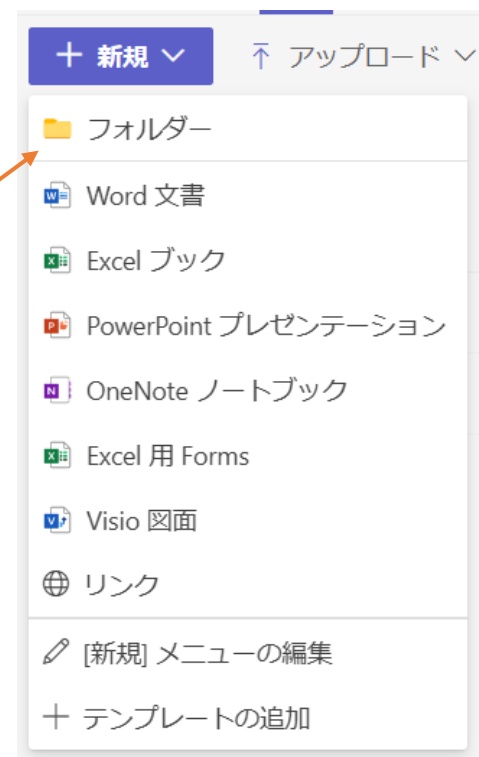 + 新規 アップロード
フォルダー
Word 文書
Excel ブック
PowerPoint プレゼンテーション
OneNote ノートブック
Excel 用 Forms
Visio 図面
リンク
[新規] メニューの編集
+ テンプレートの追加